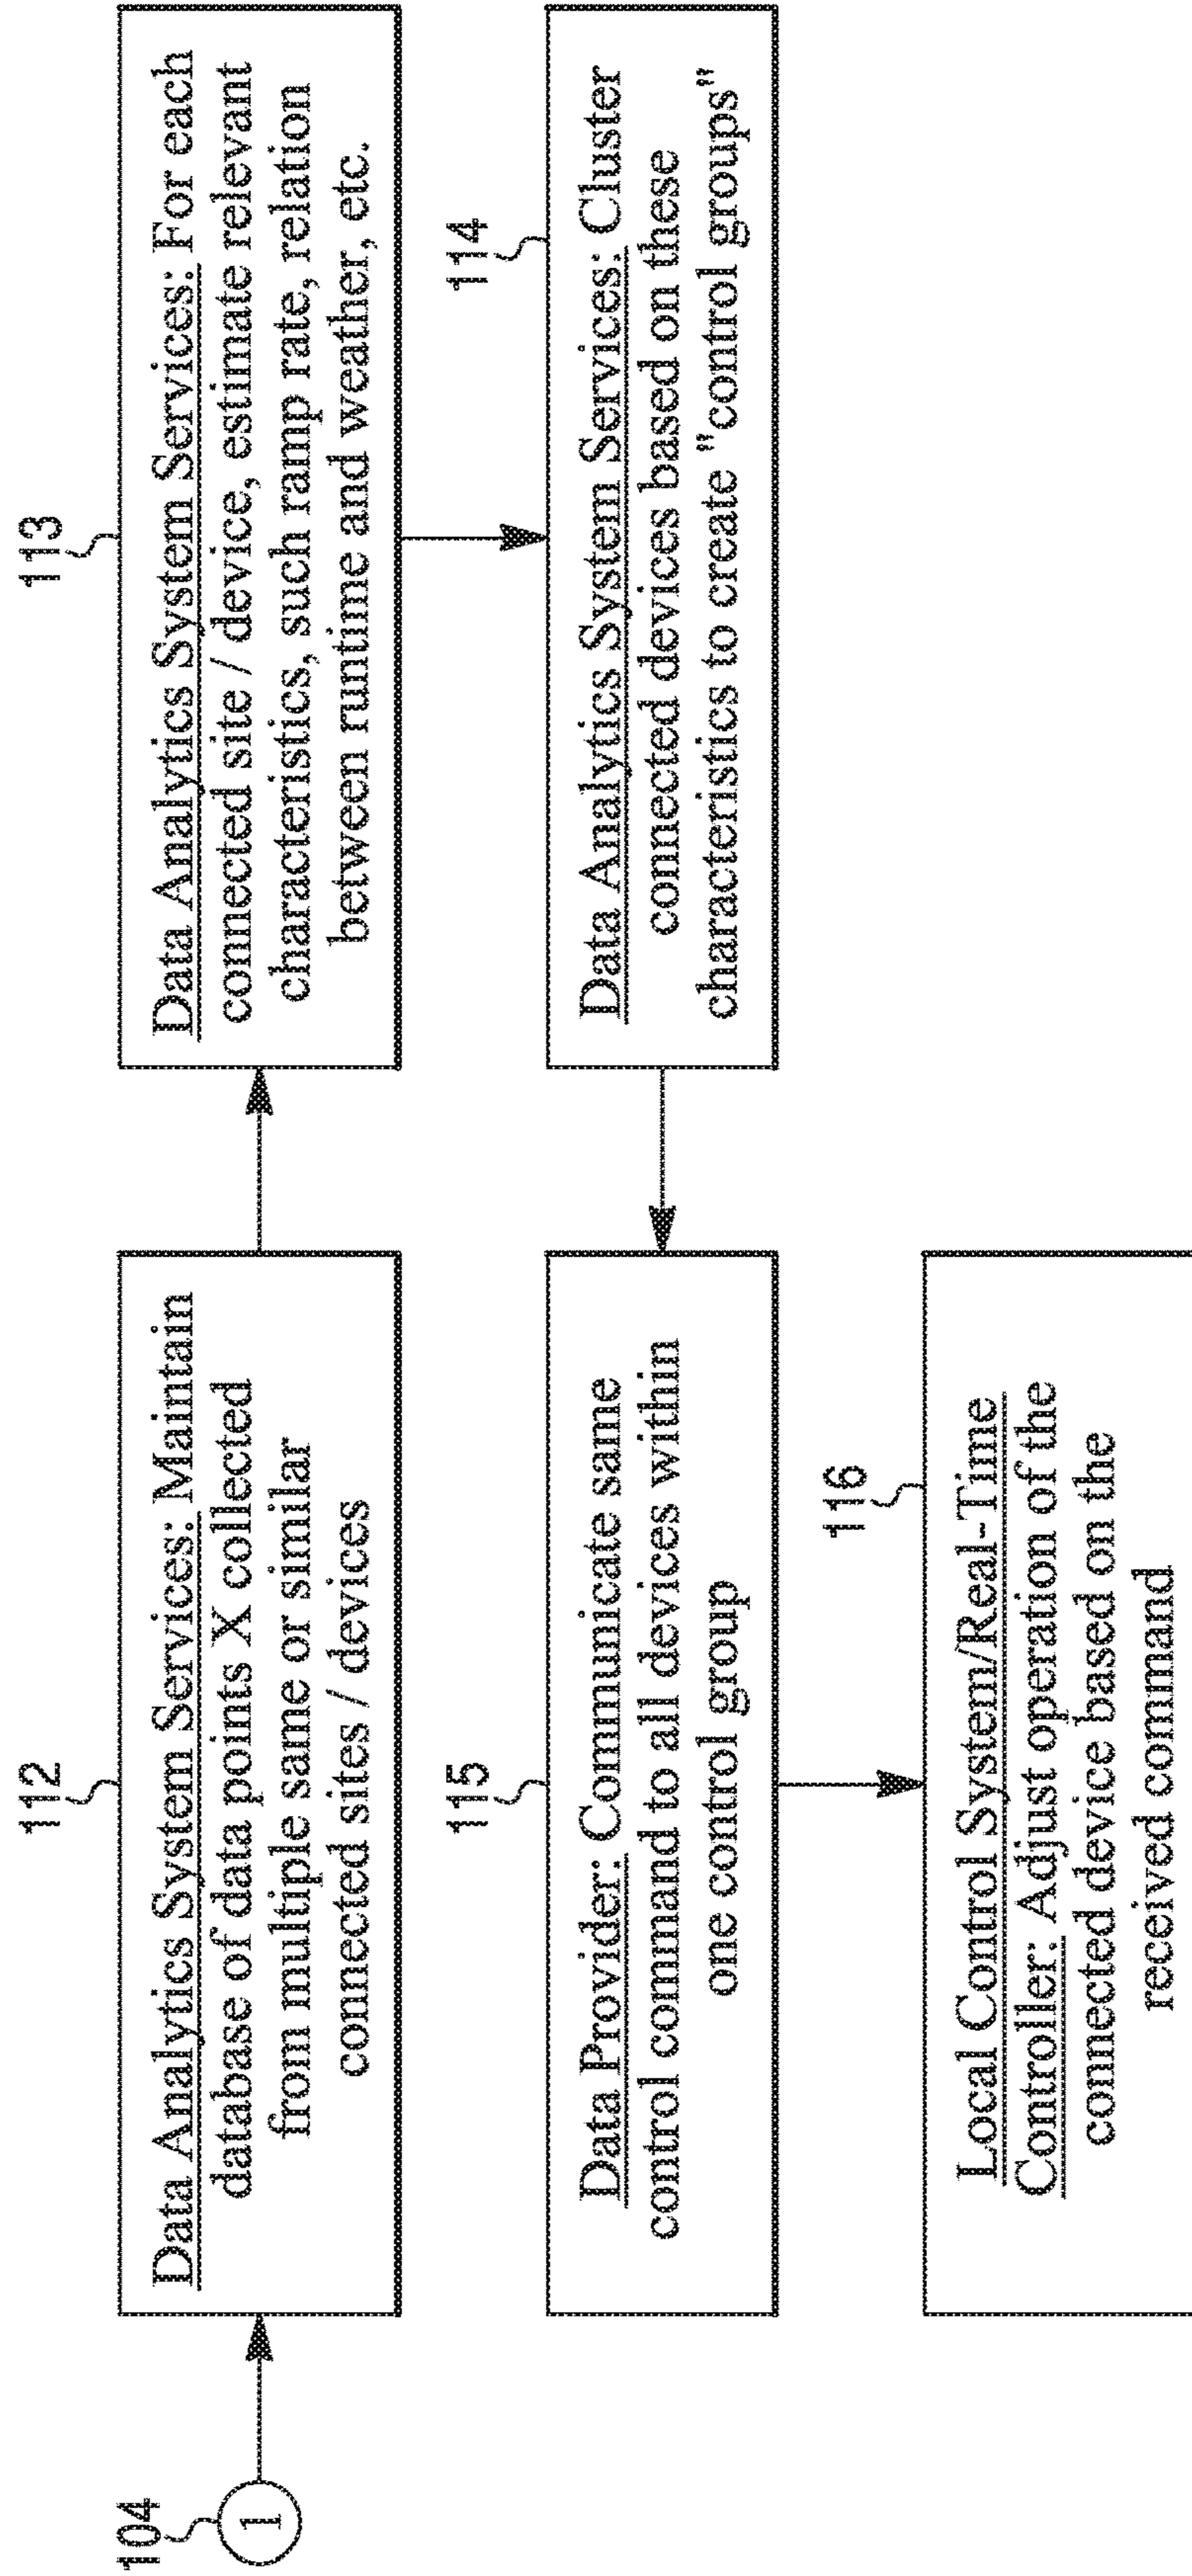 104
1
112
Data Analytics System Services: Maintain
database of data points X collected
from multiple same or similar
connected sites / devices
113
Data Analytics System Services: For each
connected site / device, estimate relevant
characteristics, such ramp rate, relation
between runtime and weather, etc.
114
Data Analytics System Services: Cluster
connected devices based on these
characteristics to create "control groups"
115
Data Provider: Communicate same
control command to all devices within
one control group
116
Local Control System/Real-Time
Controller: Adjust operation of the
connected device based on the
received command